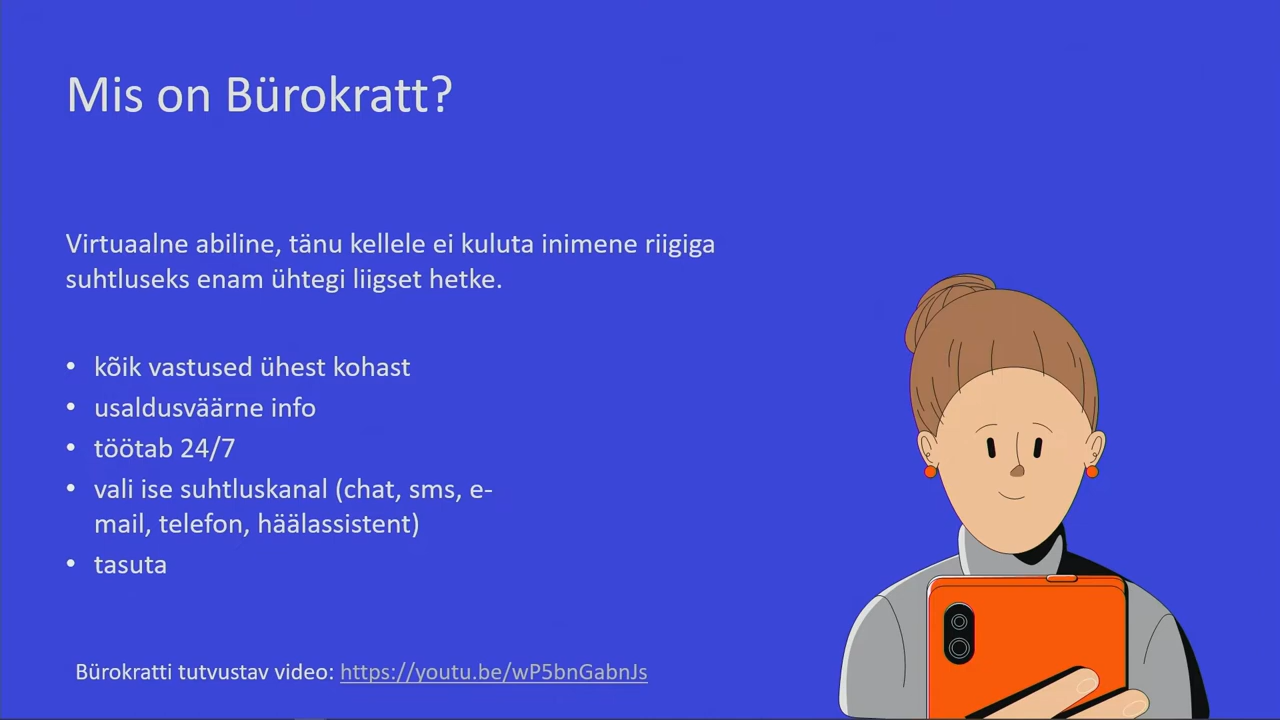 Mis on Bürokratt?
Virtuaalne abiline, tänu kellele ei kuluta inimene riigiga
suhtluseks enam ühtegi liigset hetke.
• kõik vastused ühest kohast
• usaldusväärne info
• töötab 24/7
• vali ise suhtluskanal (chat, sms, e-
mail, telefon, häälassistent)
• tasuta
Bürokratti tutvustav video: https://youtu.be/wP5bnGabnJs